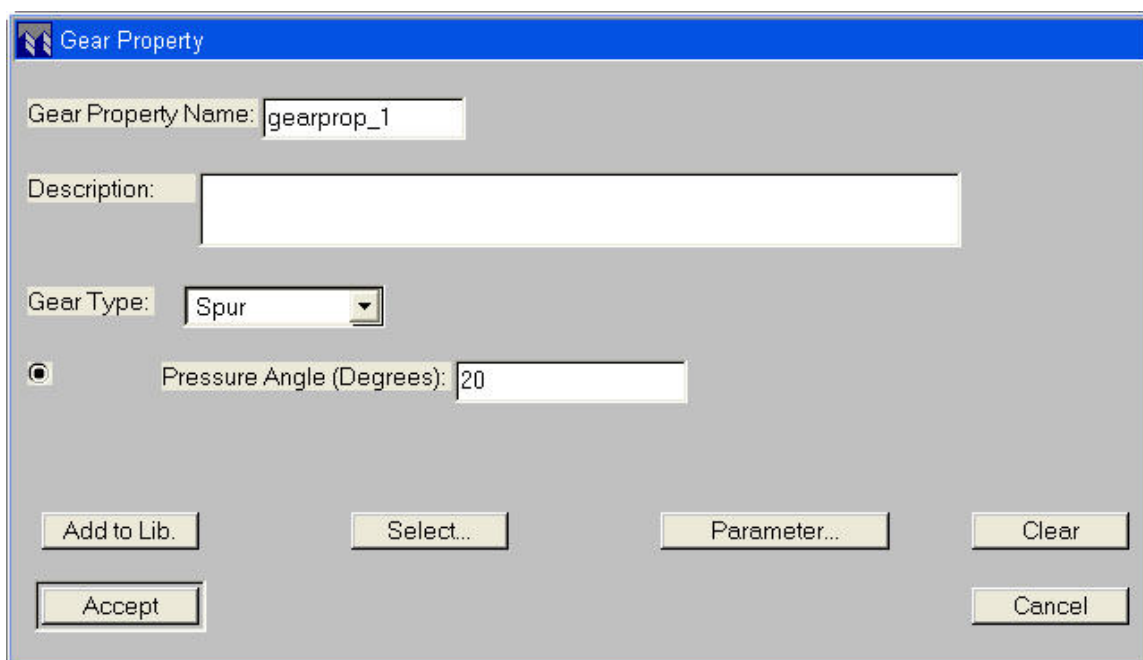 Gear Property
Gear Property Name: gearprop_1
Description:
Gear Type: Spur
Pressure Angle (Degrees): 20
Add to Lib. Select... Parameter... Clear
Accept Cancel